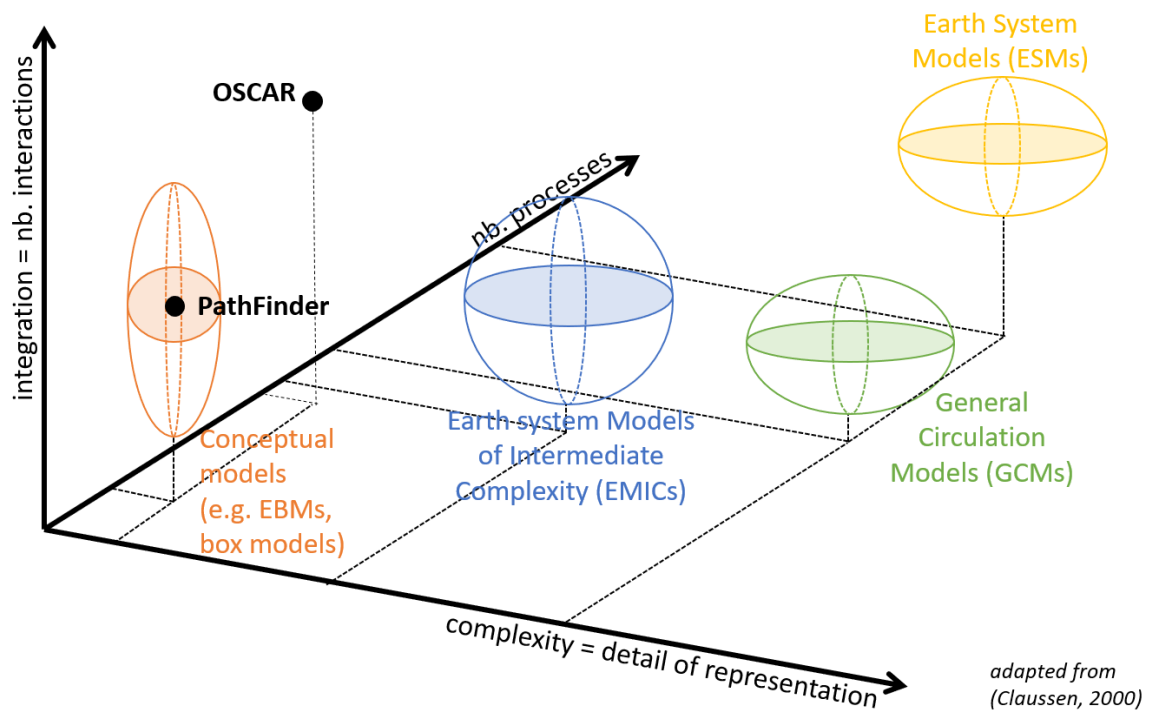 Earth System
Models (ESMs)
OSCAR
integration = nb. interactions
nb. processes
PathFinder
Conceptual
models
(e.g. EBMs,
box models)
Earth system Models
of Intermediate
Complexity (EMICs)
General
Circulation
Models (GCMs)
complexity = detail of representation
adapted from
(Claussen, 2000)